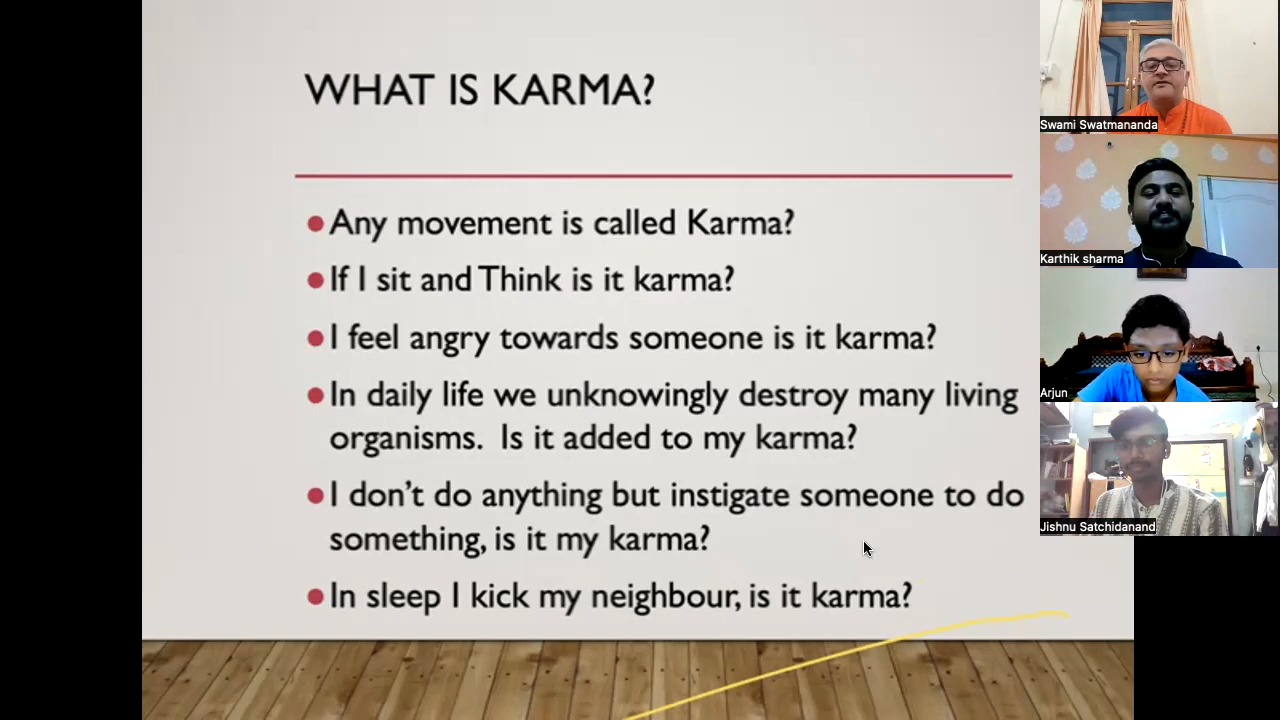 WHAT IS KARMA?
Any movement is called Karma?
If I sit and Think is it karma?
I feel angry towards someone is it karma?
In daily life we unknowingly destroy many living
organisms. Is it added to my karma?
I don't do anything but instigate someone to do
something, is it my karma?
In sleep I kick my neighbour, is it karma?
Swami Swatmananda
Karthik sharma
Arjun
Jishnu Satchidanand